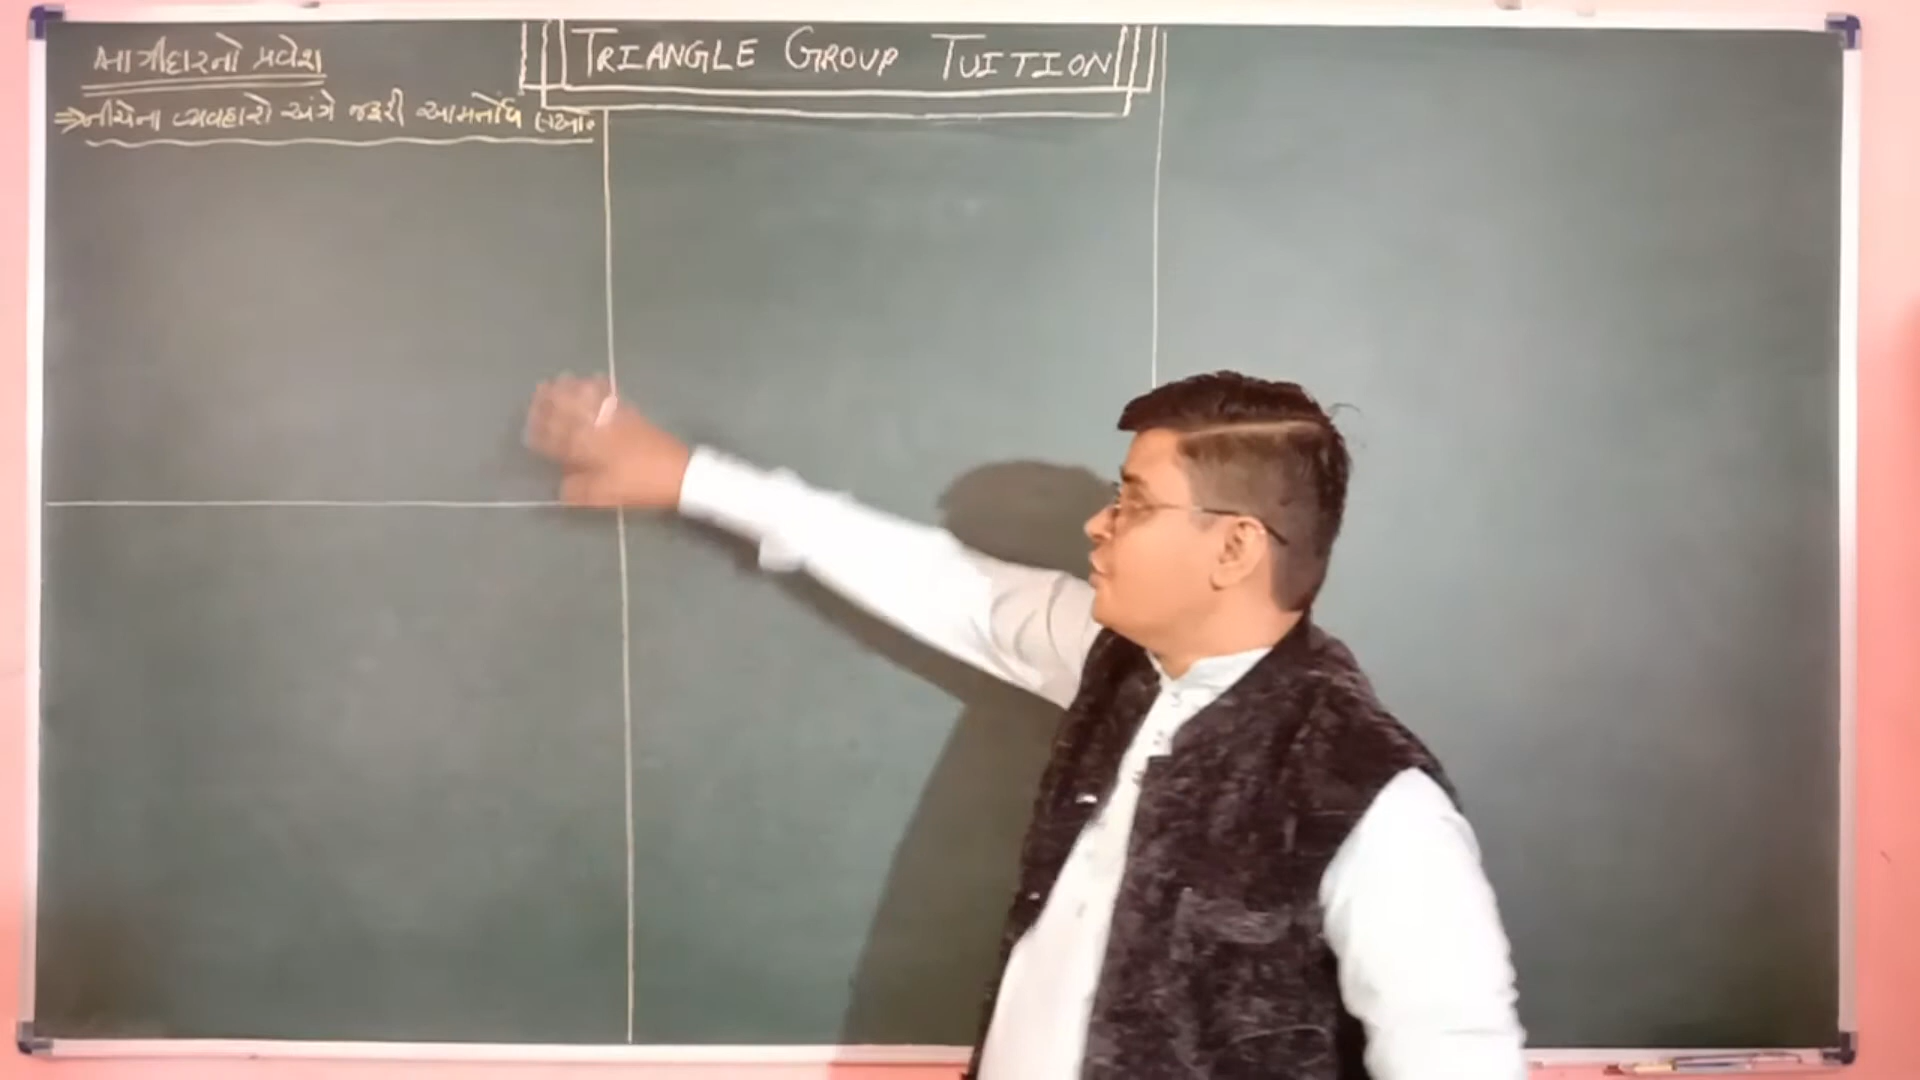 ભાગીદારનો પ્રવેશ
TRIANGLE GROUP TUITION
⇒ નીચેના વ્યવહારો અંગે જરૂરી આમનોંધ લખો.